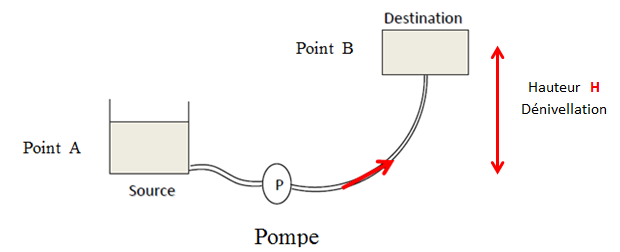 Destination
Point B
Hauteur H
Dénivellation
Point A
Source
P
Pompe